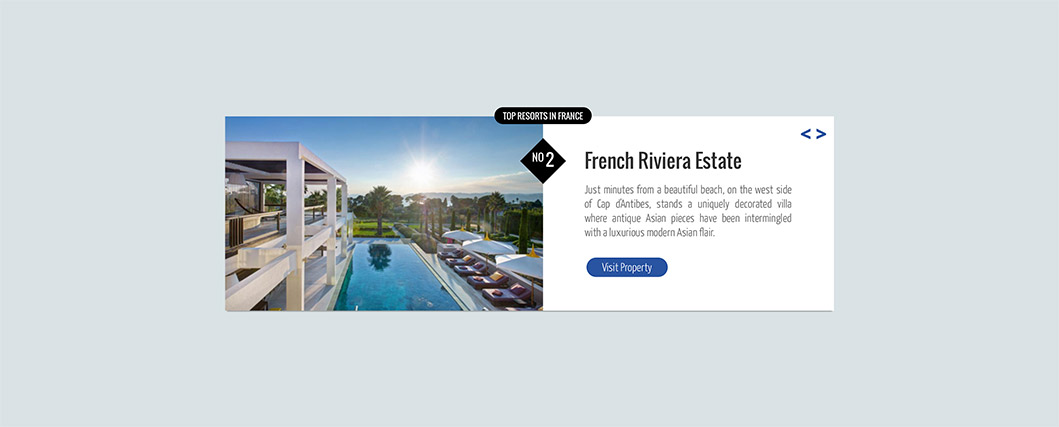 TOP RESORTS IN FRANCE
NO 2
< >
French Riviera Estate
Just minutes from a beautiful beach, on the west side
of Cap d'Antibes, stands a uniquely decorated villa
where antique Asian pieces have been intermingled
with a luxurious modern Asian flair.
Visit Property